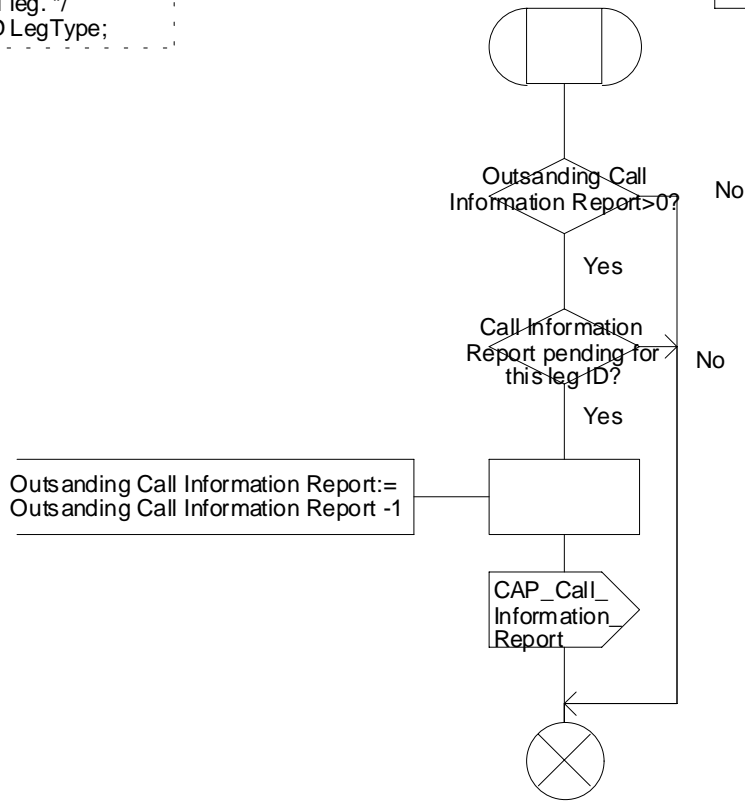 leg. */
D LegType;
Outsanding Call
Information Report>0?
No
Yes
Call Information
Report pending for
this leg ID?
No
Yes
Outsanding Call Information Report:=
Outsanding Call Information Report -1
CAP_Call_
Information_
Report